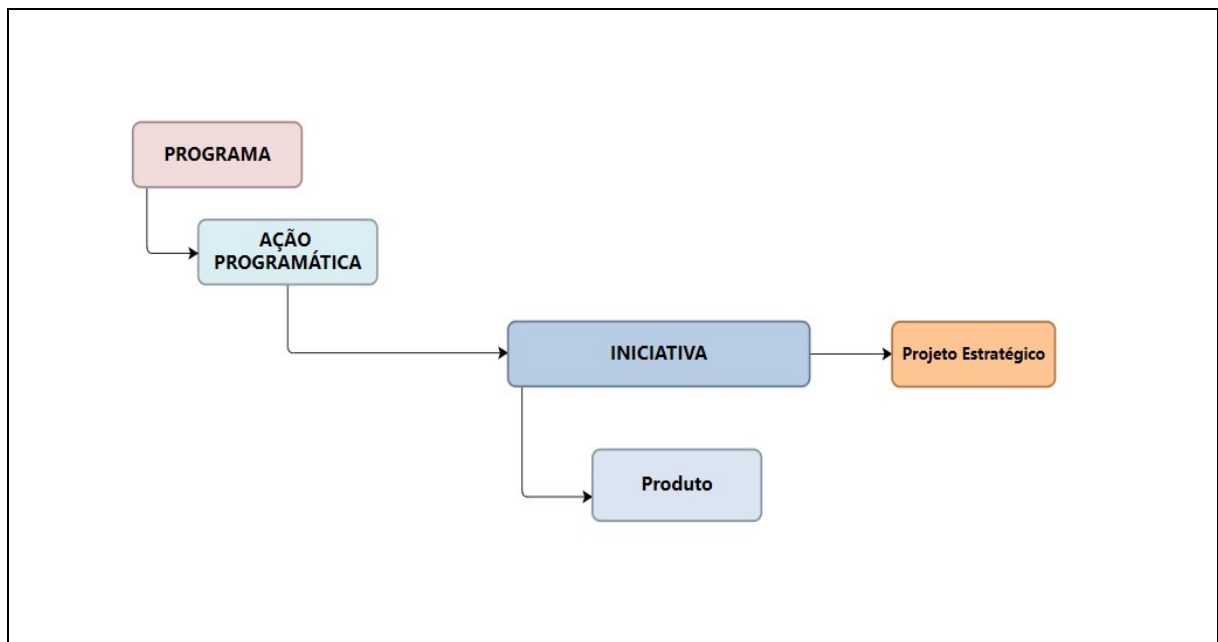 PROGRAMA
AÇÃO
PROGRAMÁTICA
INICIATIVA
Projeto Estratégico
Produto